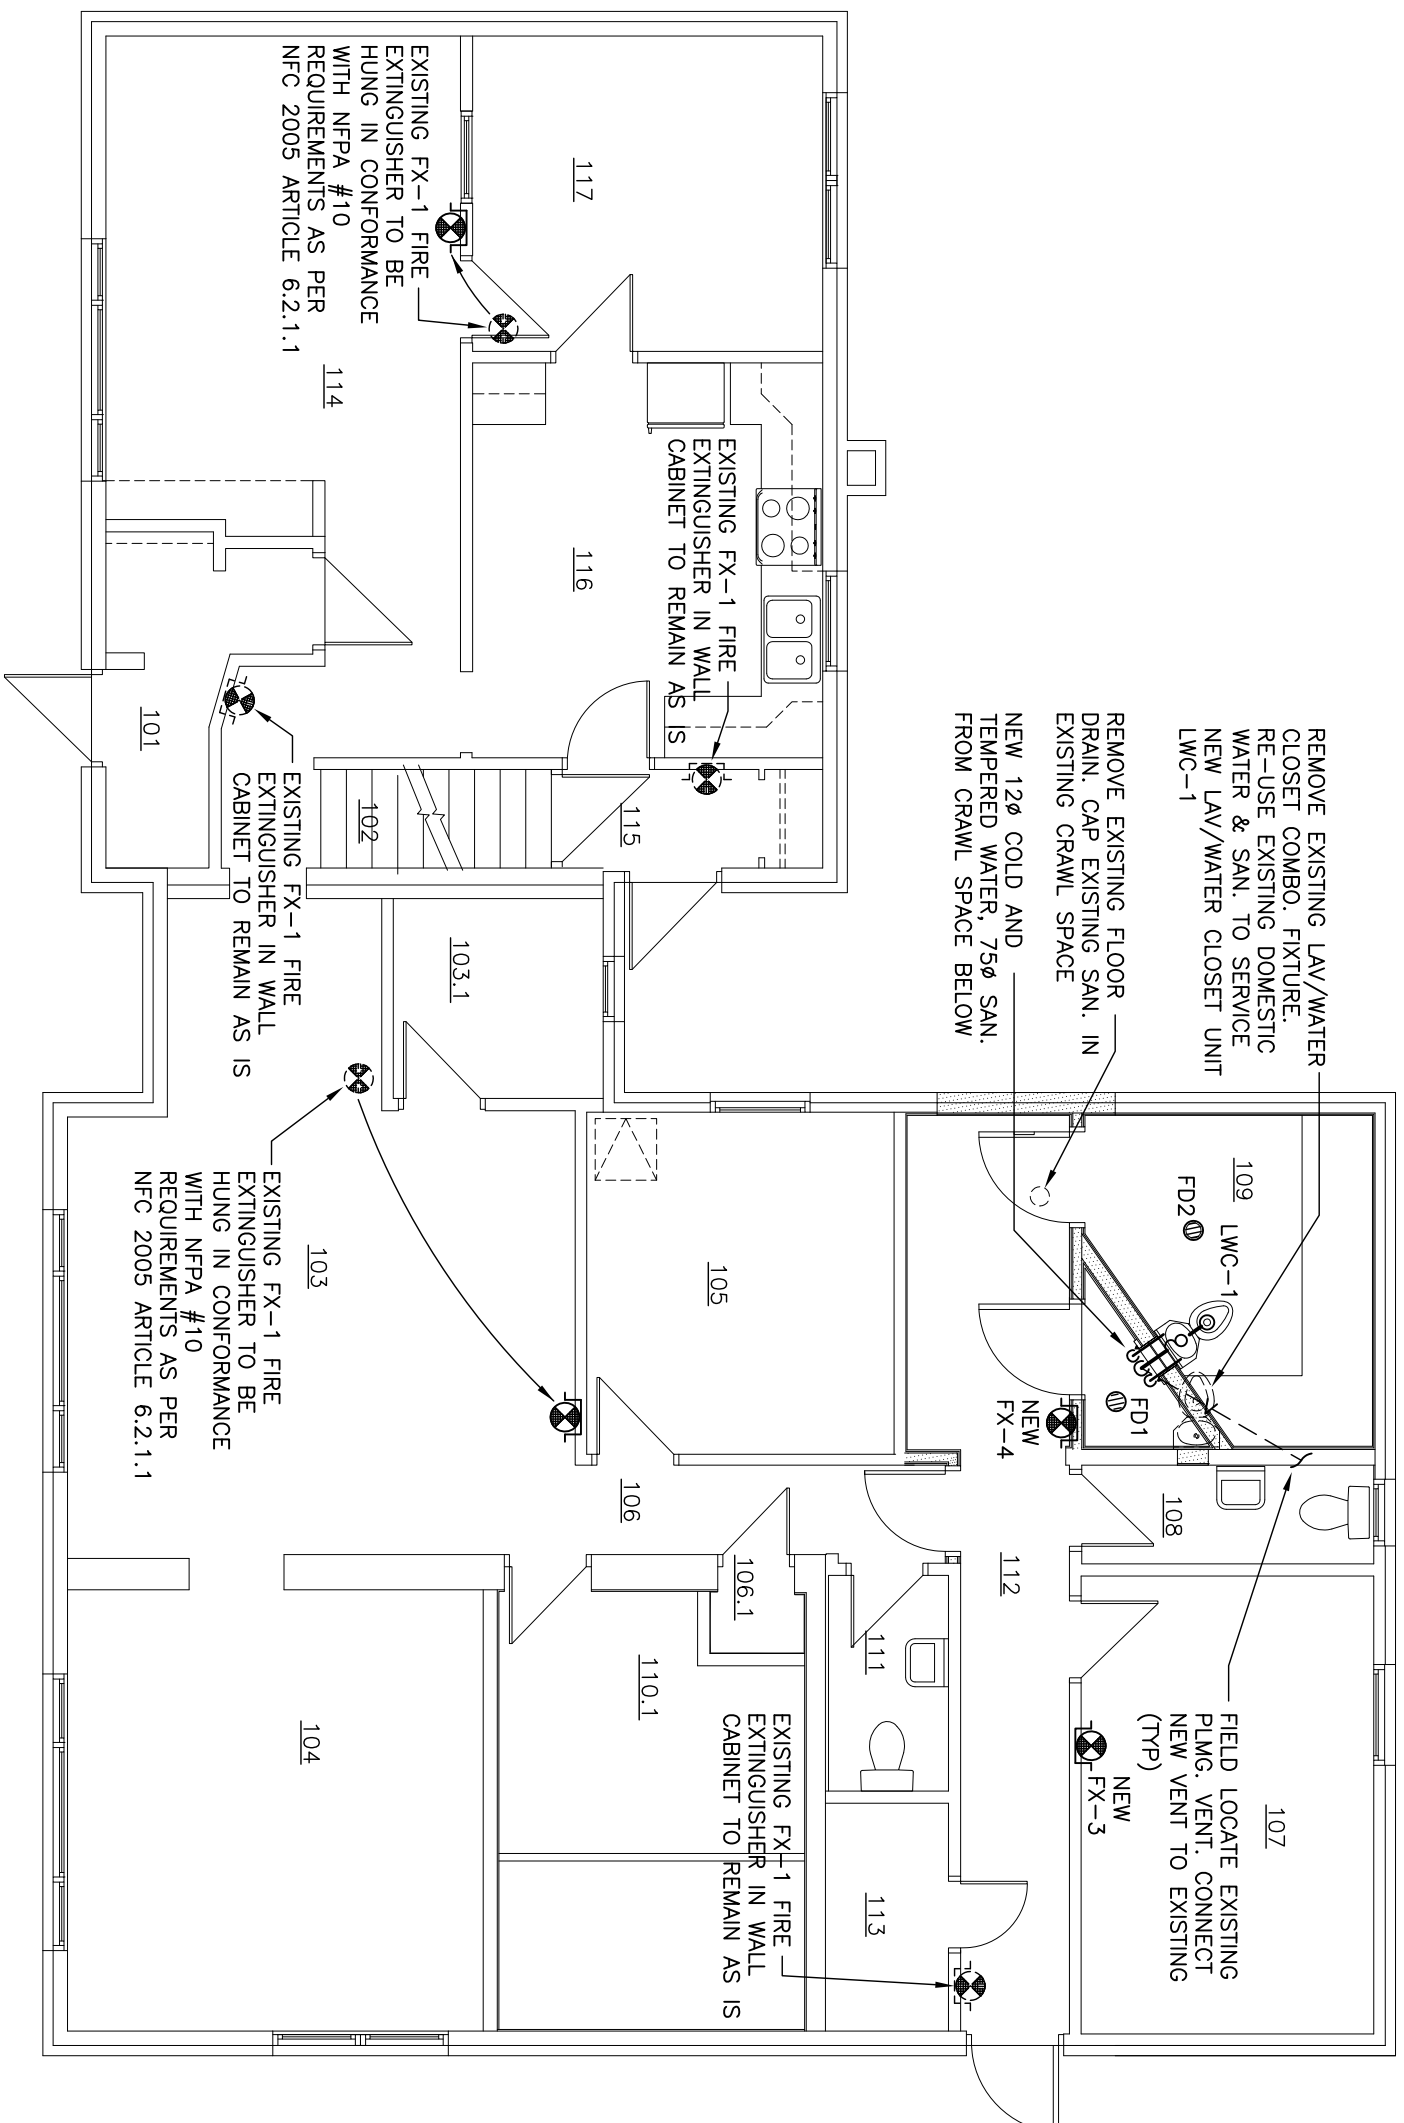 REMOVE EXISTING LAV/WATER
CLOSET COMBO. FIXTURE.
RE-USE EXISTING DOMESTIC
WATER & SAN. TO SERVICE
NEW LAV/WATER CLOSET UNIT
LWC-1
REMOVE EXISTING FLOOR
DRAIN. CAP EXISTING SAN. IN
EXISTING CRAWL SPACE
NEW 12ø COLD AND
TEMPERED WATER, 75ø SAN.
FROM CRAWL SPACE BELOW
109
FD2
LWC-1
FD1
NEW
FX-4
108
FIELD LOCATE EXISTING
PLMG. VENT. CONNECT
NEW VENT TO EXISTING
(TYP)
107
NEW
FX-3
112
117
EXISTING FX-1 FIRE
EXTINGUISHER IN WALL
CABINET TO REMAIN AS IS
116
115
105
106
106.1
111
110.1
113
EXISTING FX-1 FIRE
EXTINGUISHER IN WALL
CABINET TO REMAIN AS IS
EXISTING FX-1 FIRE
EXTINGUISHER TO BE
HUNG IN CONFORMANCE
WITH NFPA #10
REQUIREMENTS AS PER
NFC 2005 ARTICLE 6.2.1.1
114
102
103.1
101
EXISTING FX-1 FIRE
EXTINGUISHER IN WALL
CABINET TO REMAIN AS IS
103
EXISTING FX-1 FIRE
EXTINGUISHER TO BE
HUNG IN CONFORMANCE
WITH NFPA #10
REQUIREMENTS AS PER
NFC 2005 ARTICLE 6.2.1.1
104